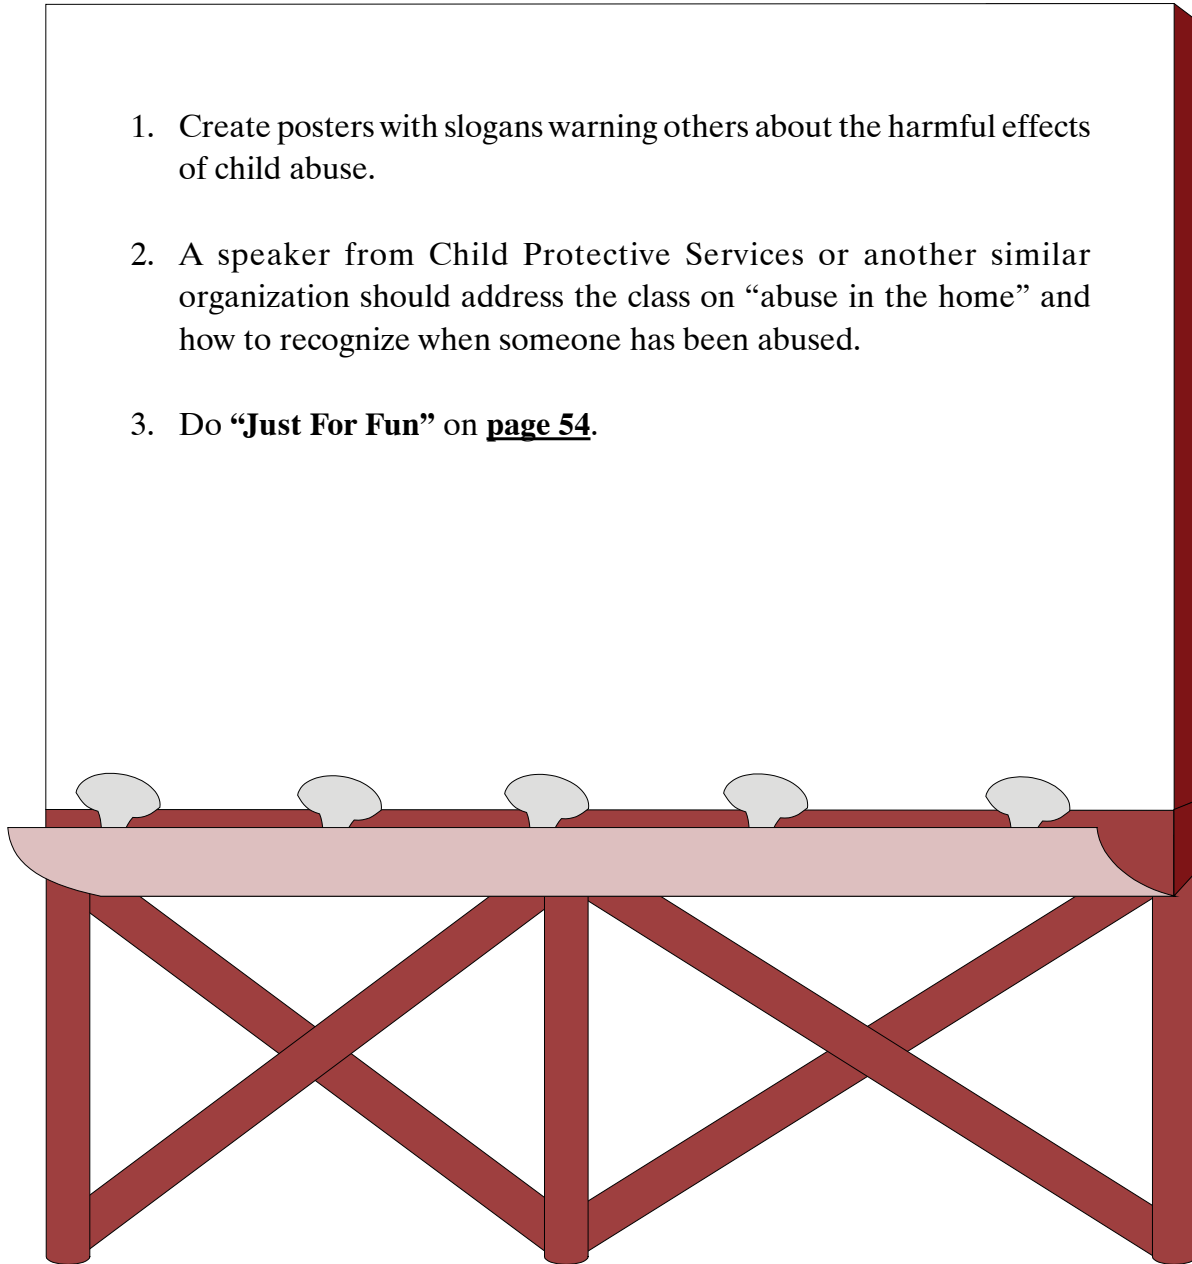 1. Create posters with slogans warning others about the harmful effects
of child abuse.
2. A speaker from Child Protective Services or another similar
organization should address the class on “abuse in the home” and
how to recognize when someone has been abused.
3. Do “Just For Fun” on page 54.